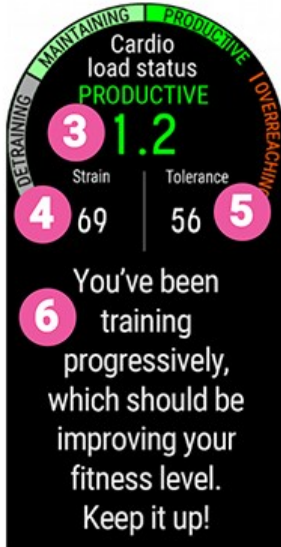 DETRAINING
MAINTAINING
PRODUCTIVE
OVERREACHING
Cardio
load status
PRODUCTIVE
3
1.2
Strain
Tolerance
4
69
56
5
6
You've been
training
progressively,
which should be
improving your
fitness level.
Keep it up!